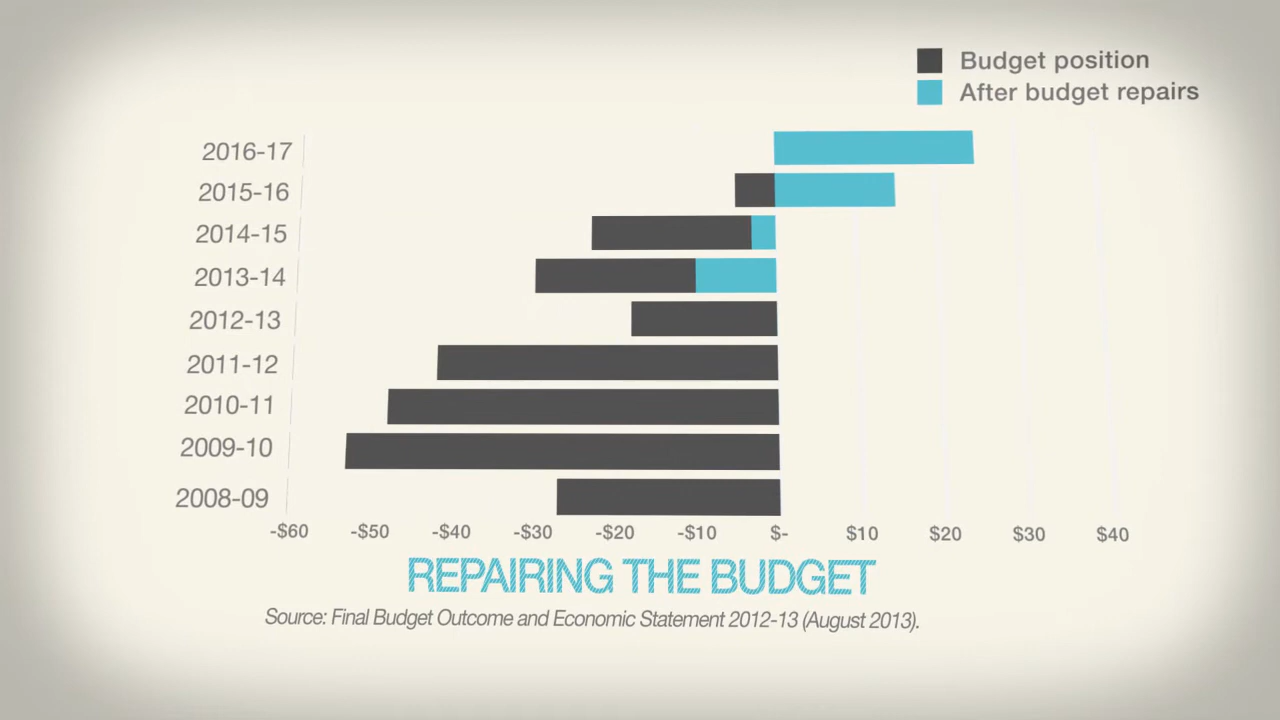 Budget position
After budget repairs
2016-17
2015-16
2014-15
2013-14
2012-13
2011-12
2010-11
2009-10
2008-09
-$60 -$50 -$40 -$30 -$20 -$10 $- $10 $20 $30 $40
REPAIRING THE BUDGET
Source: Final Budget Outcome and Economic Statement 2012-13 (August 2013).